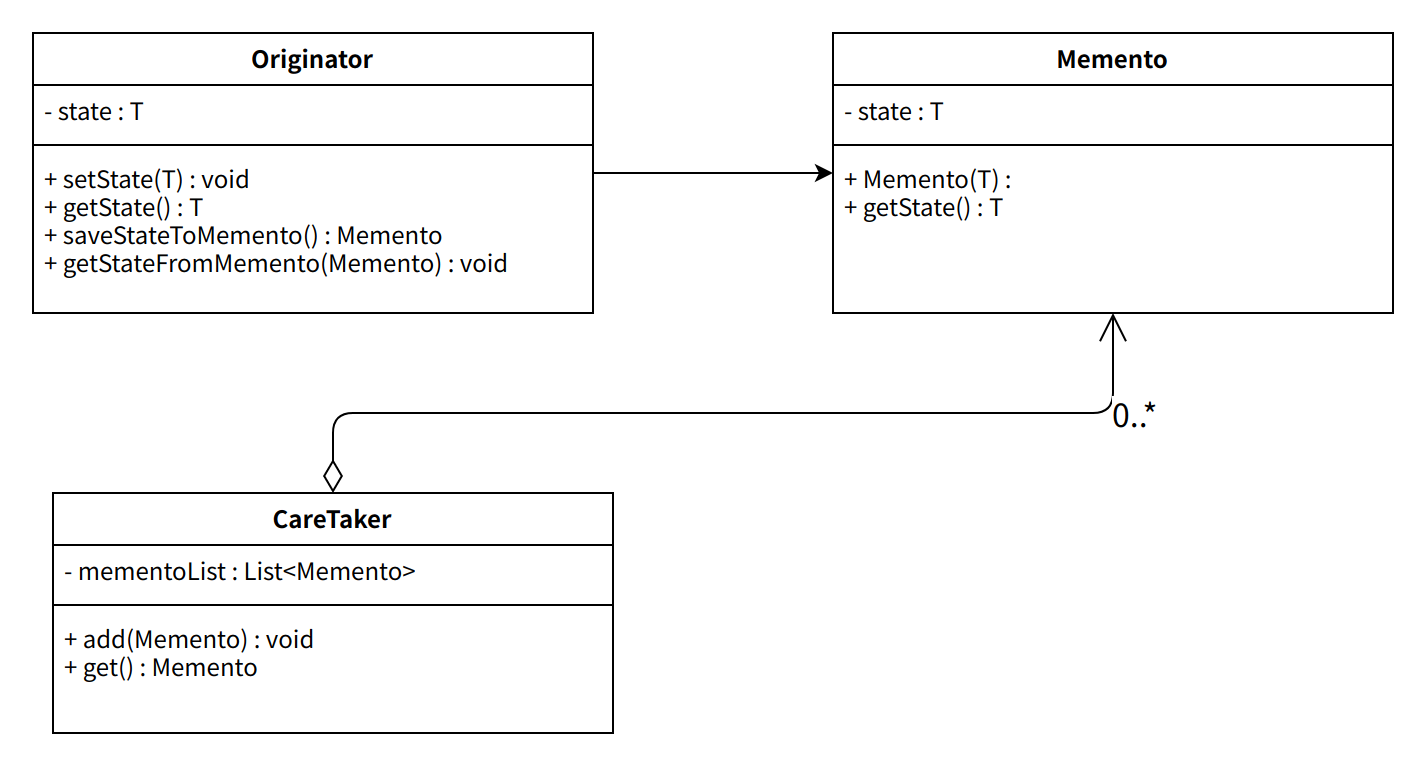 Originator
- state : T
+ setState(T) : void
+ getState() : T
+ saveStateToMemento() : Memento
+ getStateFromMemento(Memento) : void
Memento
- state : T
+ Memento(T) :
+ getState() : T
0..*
CareTaker
- mementoList : List<Memento>
+ add(Memento) : void
+ get() : Memento